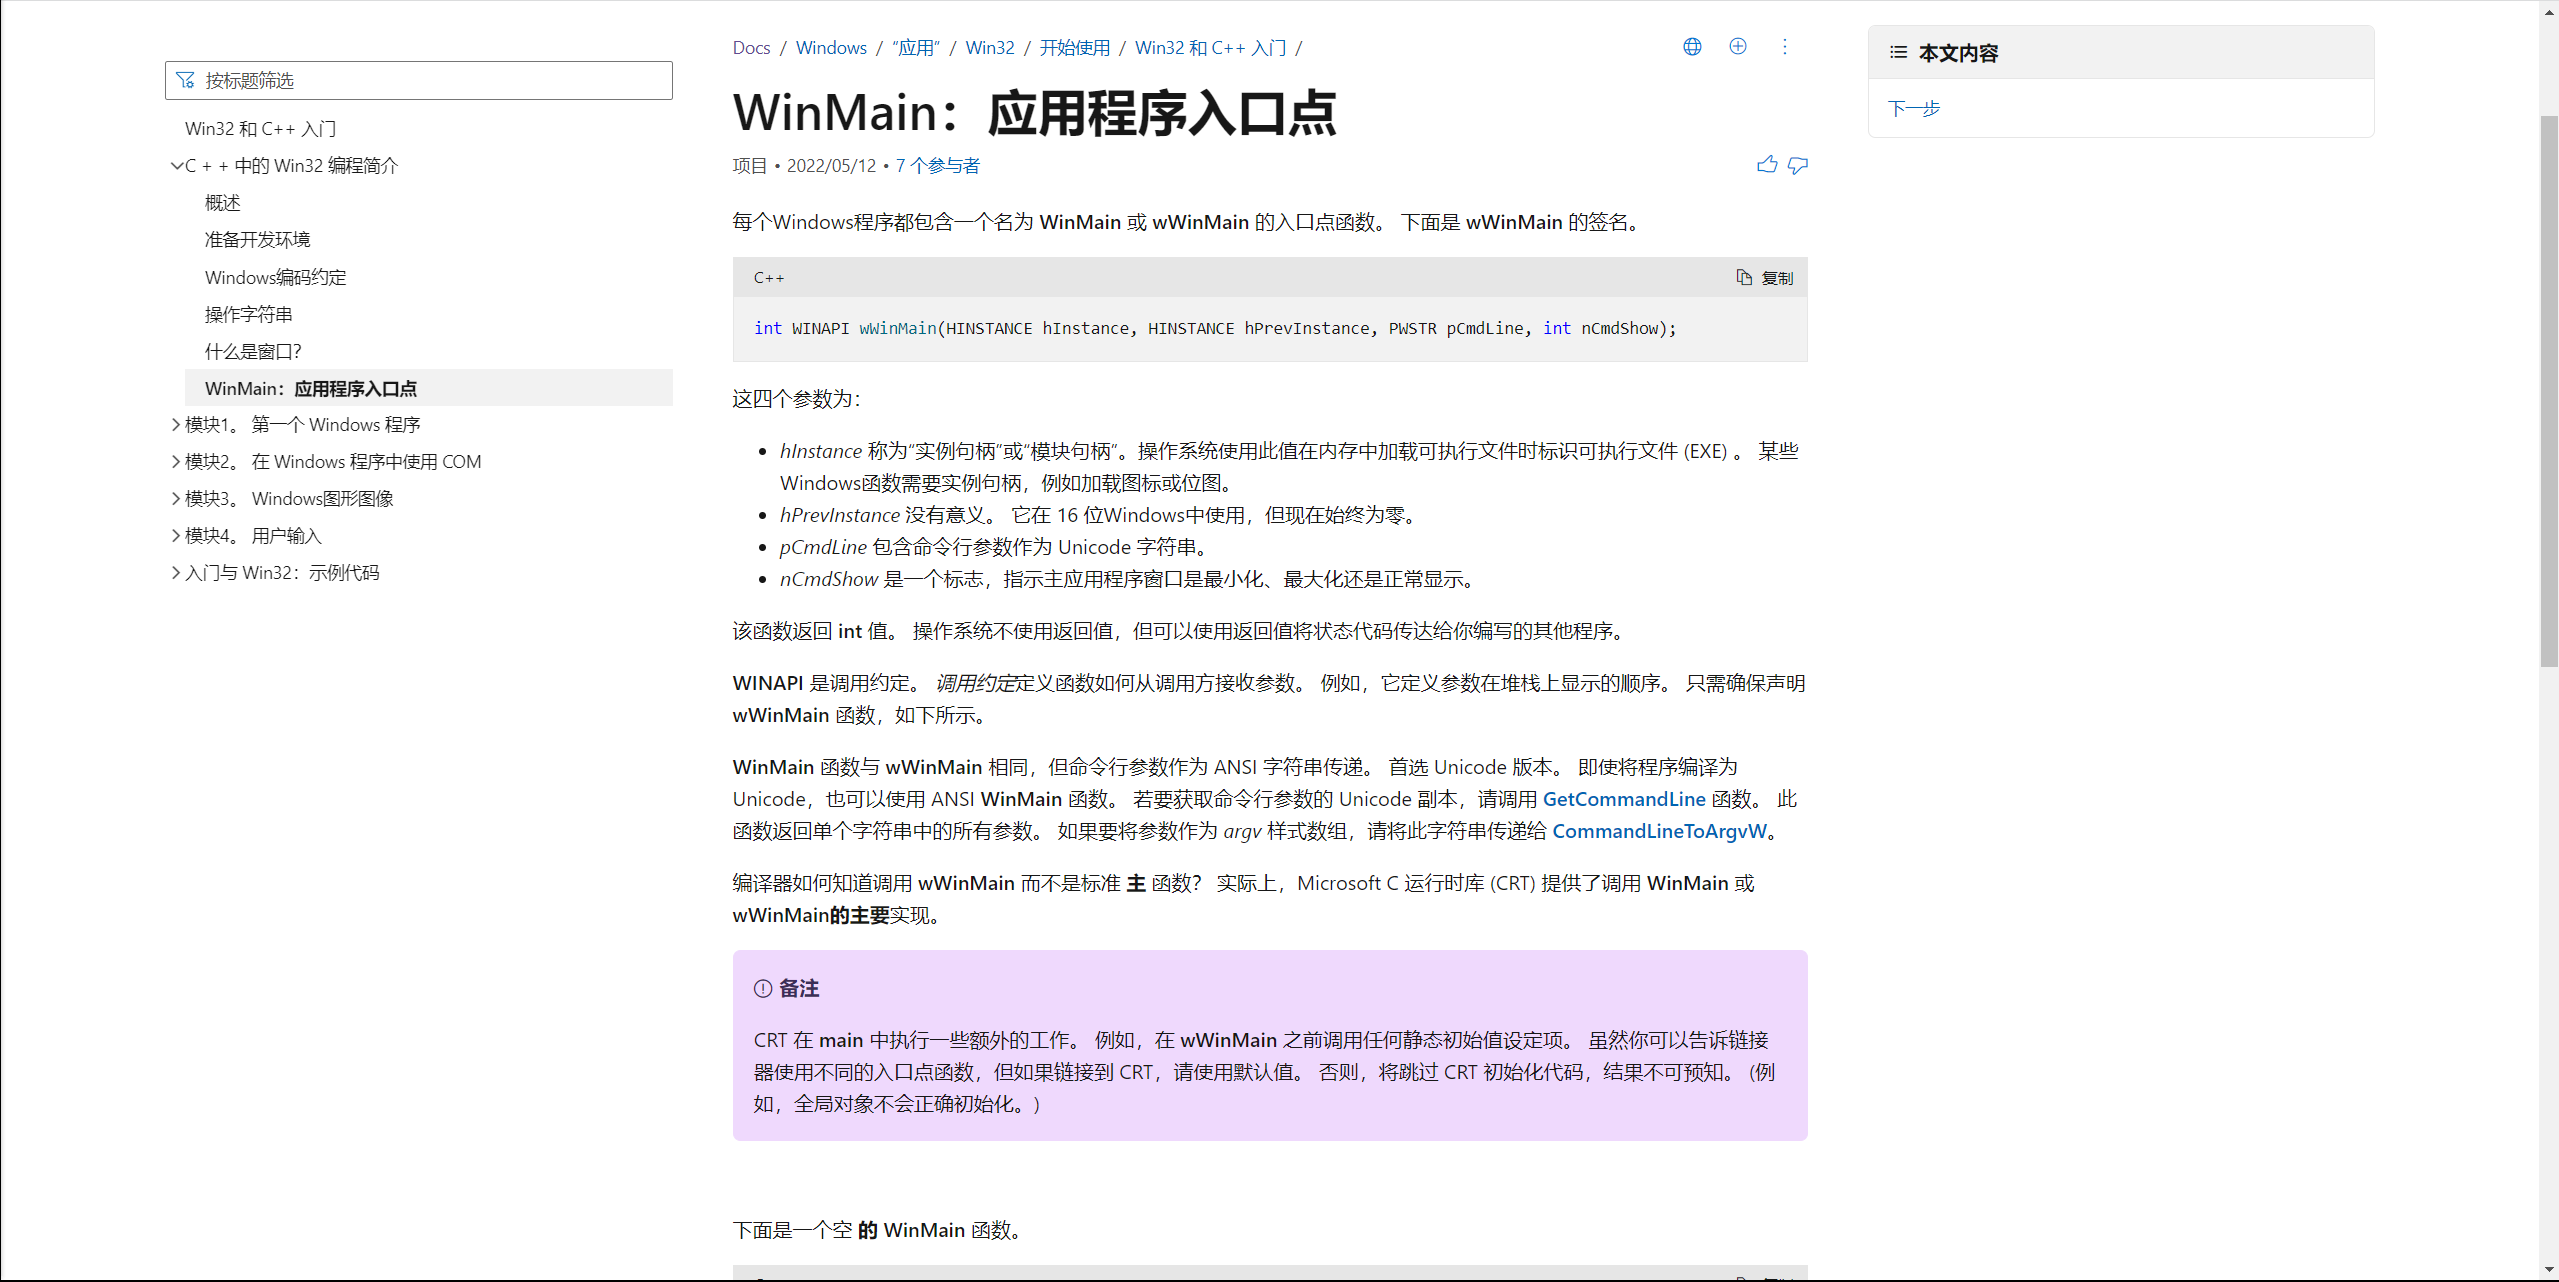 Docs / Windows / “应用” / Win32 / 开始使用 / Win32 和 C++ 入门 /
按标题筛选
Win32 和 C++ 入门
C + + 中的 Win32 编程简介
概述
准备开发环境
Windows编码约定
操作字符串
什么是窗口？
WinMain：应用程序入口点
模块1。 第一个 Windows 程序
模块2。 在 Windows 程序中使用 COM
模块3。 Windows图形图像
模块4。 用户输入
入门与 Win32：示例代码
WinMain：应用程序入口点
项目 • 2022/05/12 • 7 个参与者
每个Windows程序都包含一个名为 WinMain 或 wWinMain 的入口点函数。 下面是 wWinMain 的签名。
C++ 复制
int WINAPI wWinMain(HINSTANCE hInstance, HINSTANCE hPrevInstance, PWSTR pCmdLine, int nCmdShow);
这四个参数为：
• hInstance 称为“实例句柄”或“模块句柄”。操作系统使用此值在内存中加载可执行文件时标识可执行文件 (EXE) 。 某些
Windows函数需要实例句柄，例如加载图标或位图。
• hPrevInstance 没有意义。 它在 16 位Windows中使用，但现在始终为零。
• pCmdLine 包含命令行参数作为 Unicode 字符串。
• nCmdShow 是一个标志，指示主应用程序窗口是最小化、最大化还是正常显示。
该函数返回 int 值。 操作系统不使用返回值，但可以使用返回值将状态代码传达给你编写的其他程序。
WINAPI 是调用约定。 调用约定定义函数如何从调用方接收参数。 例如，它定义参数在堆栈上显示的顺序。 只需确保声明
wWinMain 函数，如下所示。
WinMain 函数与 wWinMain 相同，但命令行参数作为 ANSI 字符串传递。 首选 Unicode 版本。 即使将程序编译为
Unicode，也可以使用 ANSI WinMain 函数。 若要获取命令行参数的 Unicode 副本，请调用 GetCommandLine 函数。 此
函数返回单个字符串中的所有参数。 如果要将参数作为 argv 样式数组，请将此字符串传递给 CommandLineToArgvW。
编译器如何知道调用 wWinMain 而不是标准 主 函数？ 实际上，Microsoft C 运行时库 (CRT) 提供了调用 WinMain 或
wWinMain的主要实现。
备注
CRT 在 main 中执行一些额外的工作。 例如，在 wWinMain 之前调用任何静态初始值设定项。 虽然你可以告诉链接
器使用不同的入口点函数，但如果链接到 CRT，请使用默认值。 否则，将跳过 CRT 初始化代码，结果不可预知。 (例
如，全局对象不会正确初始化。)
下面是一个空 的 WinMain 函数。
本文内容
下一步